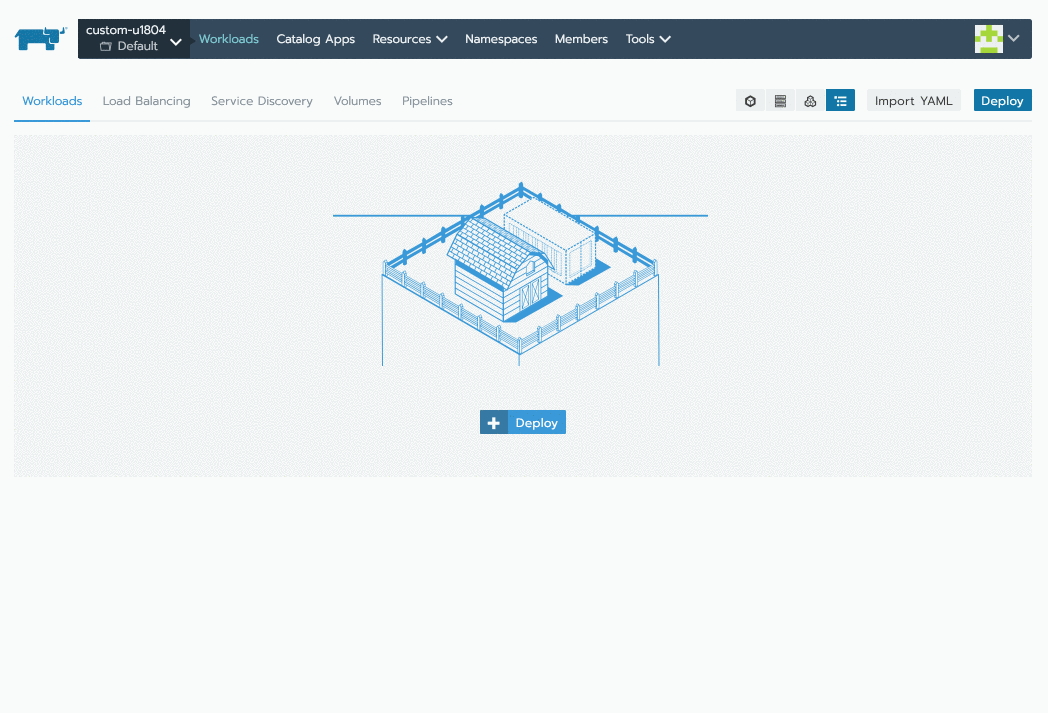 custom-u1804
Default
Workloads Catalog Apps Resources Namespaces Members Tools
Workloads Load Balancing Service Discovery Volumes Pipelines
Import YAML Deploy
Deploy